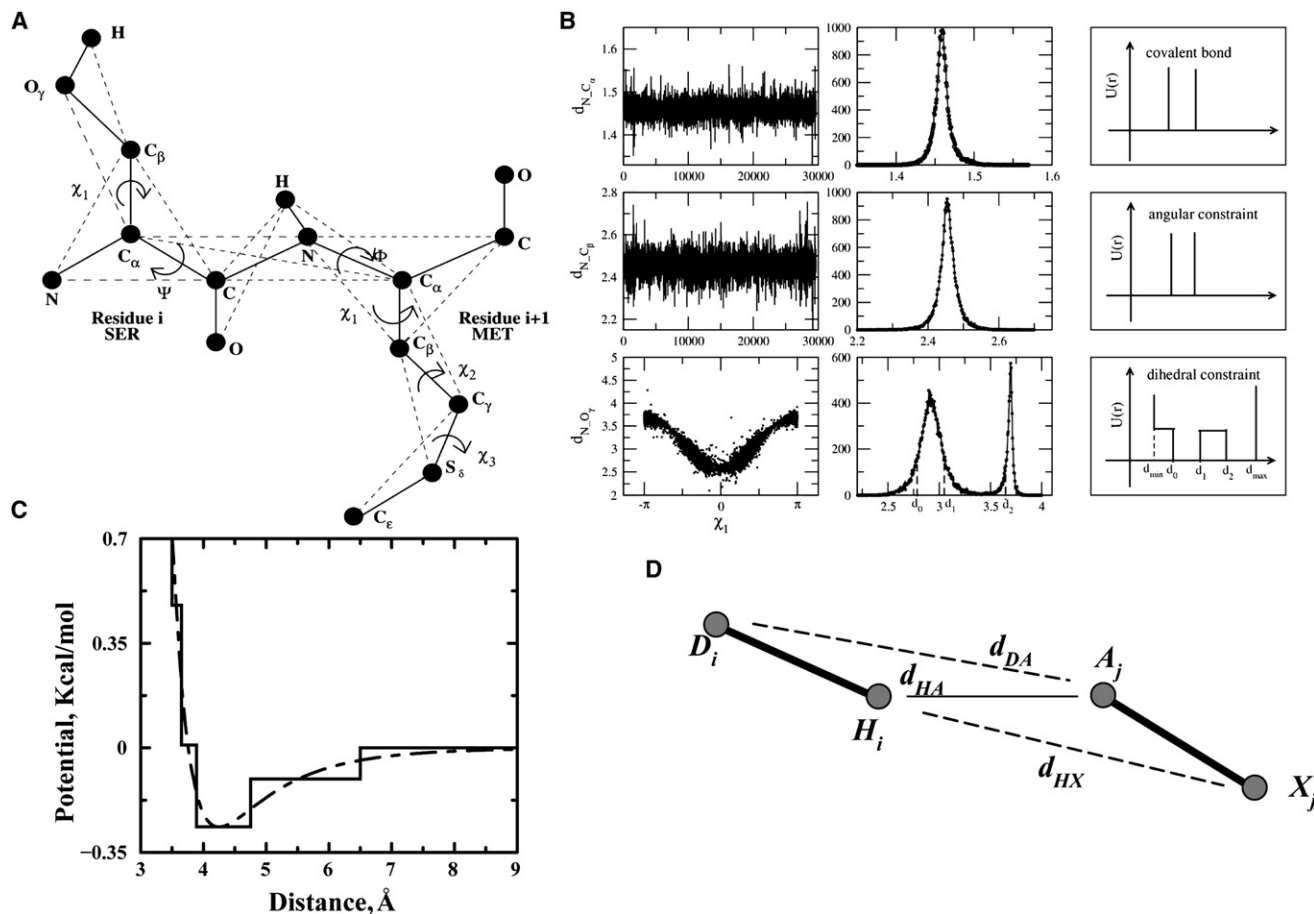 A
H
Oγ
Cβ
χ1
H
O
Cα
N
Φ
C
N
Ψ
C
Cα
Residue i
SER
χ1
Residue i+1
MET
O
Cβ
χ2
Cγ
Sδ
χ3
Cε
B
d_N_Cα
1.6
1.5
1.4
0 10000 20000 30000
1000
800
600
400
200
0
1.4 1.5 1.6
U(r)
covalent bond
d_N_Cβ
2.8
2.6
2.4
2.2
0 10000 20000 30000
1000
800
600
400
200
0
2.2 2.4 2.6
U(r)
angular constraint
d_N_Oγ
5
4.5
4
3.5
3
2.5
2
-π 0 π
χ1
600
400
200
0
2.5 d0 3 d1 3.5 d2 4
U(r)
dihedral constraint
dmin d0 d1 d2 dmax
C
Potential, Kcal/mol
0.7
0.35
0
−0.35
3 4 5 6 7 8 9
Distance, Å
D
Di
dDA
Aj
dHA
Hi
dHX
Xj